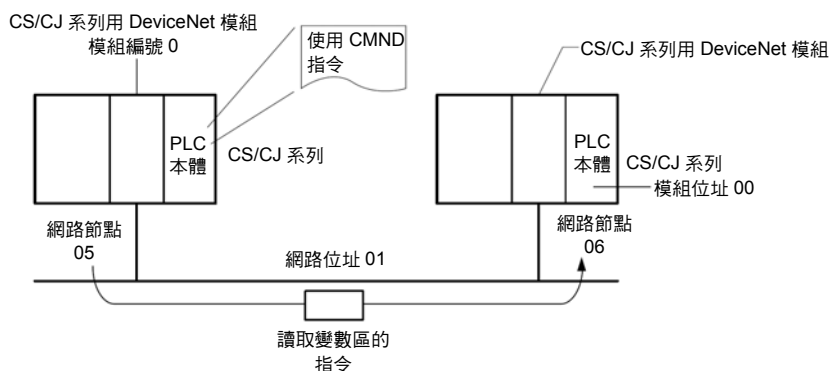 CS/CJ 系列用 DeviceNet 模組
模組編號 0
使用 CMND
指令
CS/CJ 系列用 DeviceNet 模組
PLC
本體
CS/CJ 系列
PLC
本體
CS/CJ 系列
模組位址 00
網路節點
05
網路位址 01
網路節點
06
讀取變數區的
指令